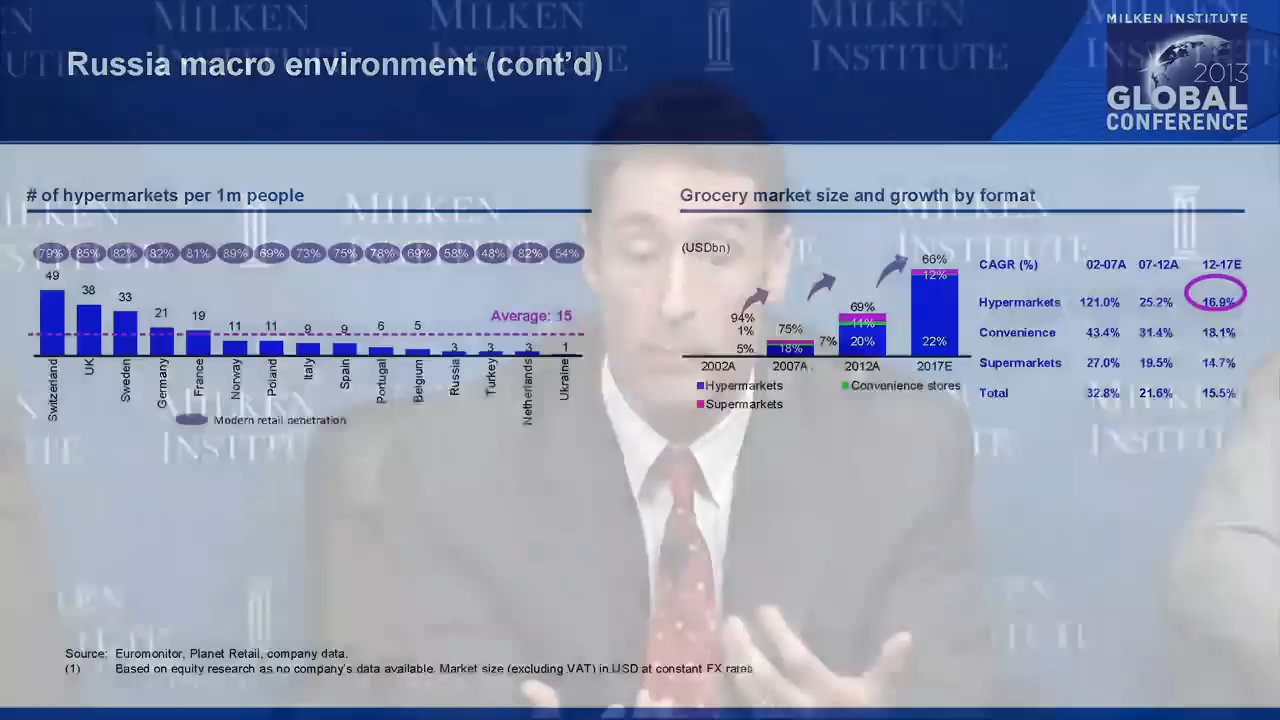 MILKEN INSTITUTE
2013
GLOBAL
CONFERENCE
Russia macro environment (cont'd)
# of hypermarkets per 1m people
79% 85% 82% 82% 81% 89% 69% 73% 75% 78% 69% 58% 48% 82% 54%
49 38 33 21 19 11 11 9 9 6 5 3 3 3 1
Average: 15
Switzerland UK Sweden Germany France Norway Poland Italy Spain Portugal Belgium Russia Turkey Netherlands Ukraine
Modern retail penetration
Grocery market size and growth by format
(USDbn)
94%
1%
5%
75%
18%
69%
11%
7%
20%
66%
12%
22%
2002A 2007A 2012A 2017E
Hypermarkets
Convenience stores
Supermarkets
CAGR (%) 02-07A 07-12A 12-17E
Hypermarkets 121.0% 25.2% 16.9%
Convenience 43.4% 31.4% 18.1%
Supermarkets 27.0% 19.5% 14.7%
Total 32.8% 21.6% 15.5%
Source: Euromonitor, Planet Retail, company data.
(1) Based on equity research as no company's data available. Market size (excluding VAT) in USD at constant FX rates
MILKEN
INSTITUTE